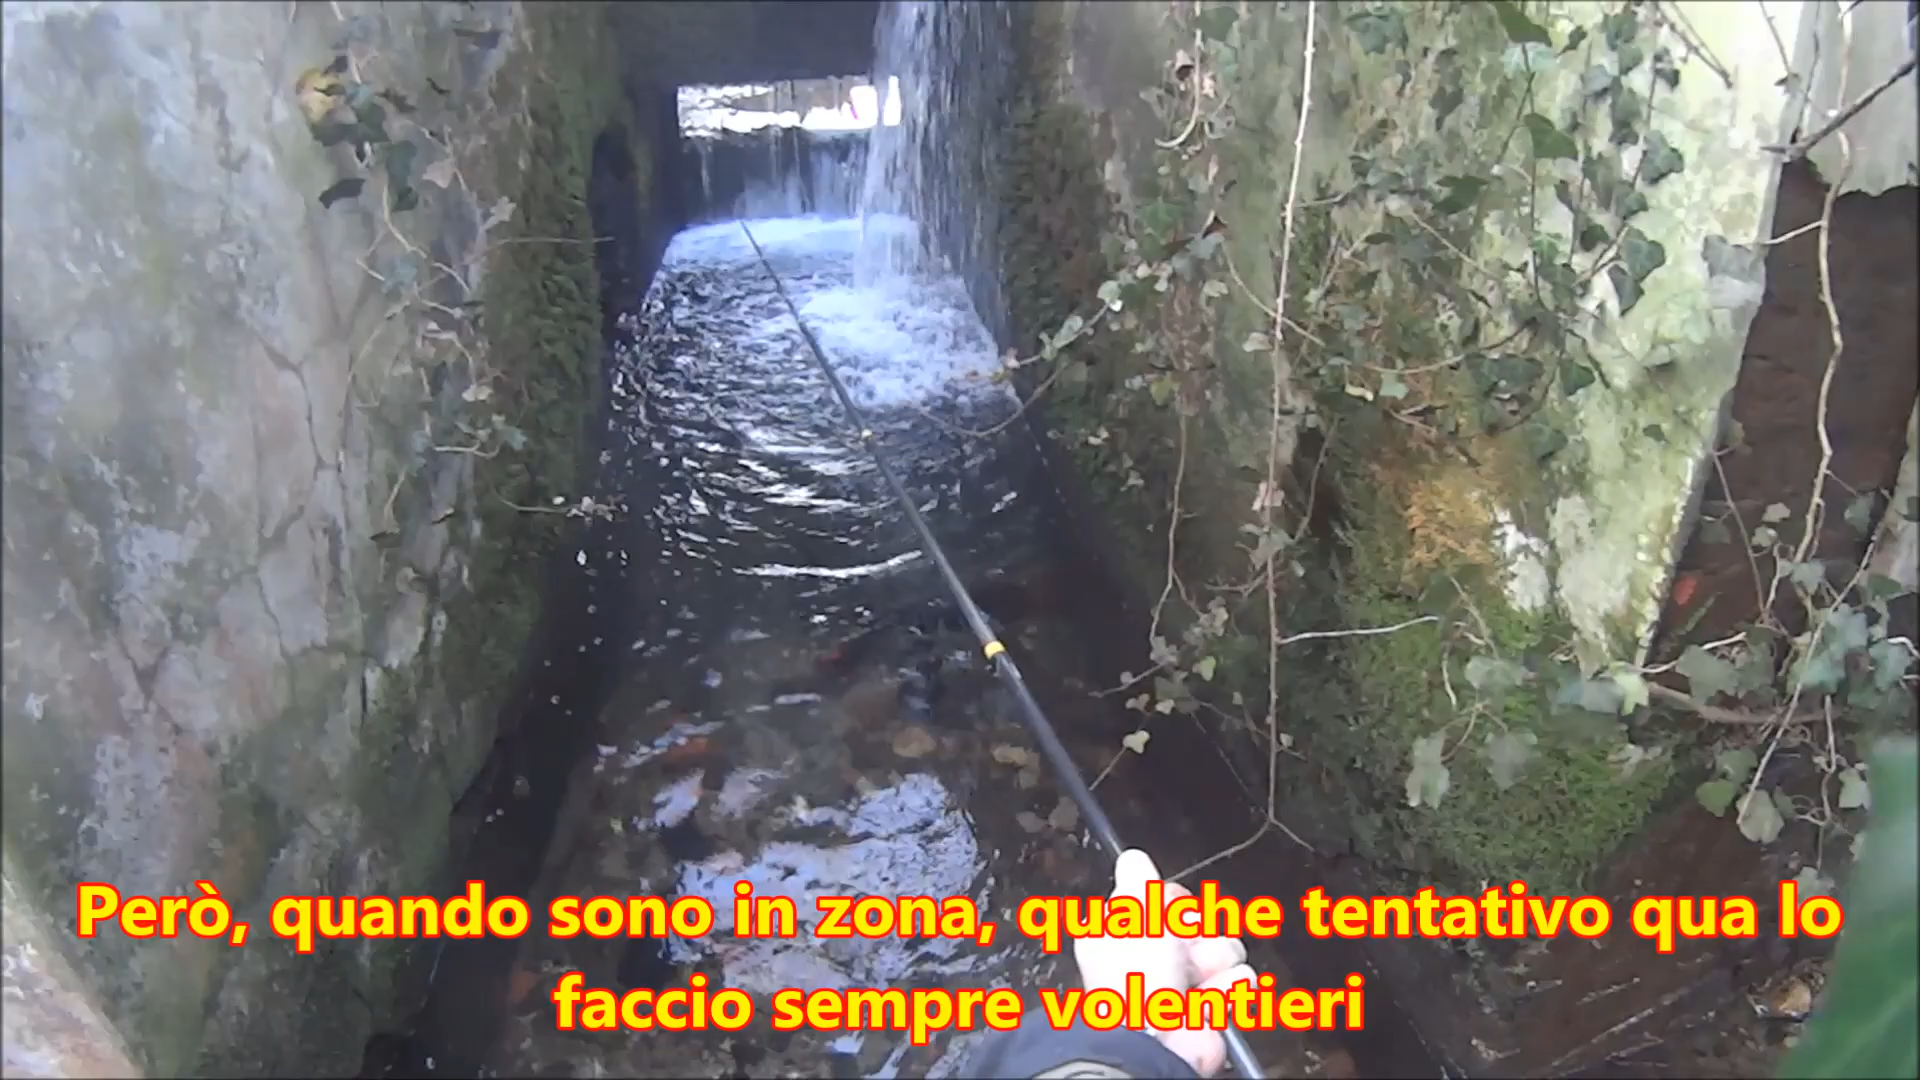 Però, quando sono in zona, qualche tentativo qua lo
faccio sempre volentieri